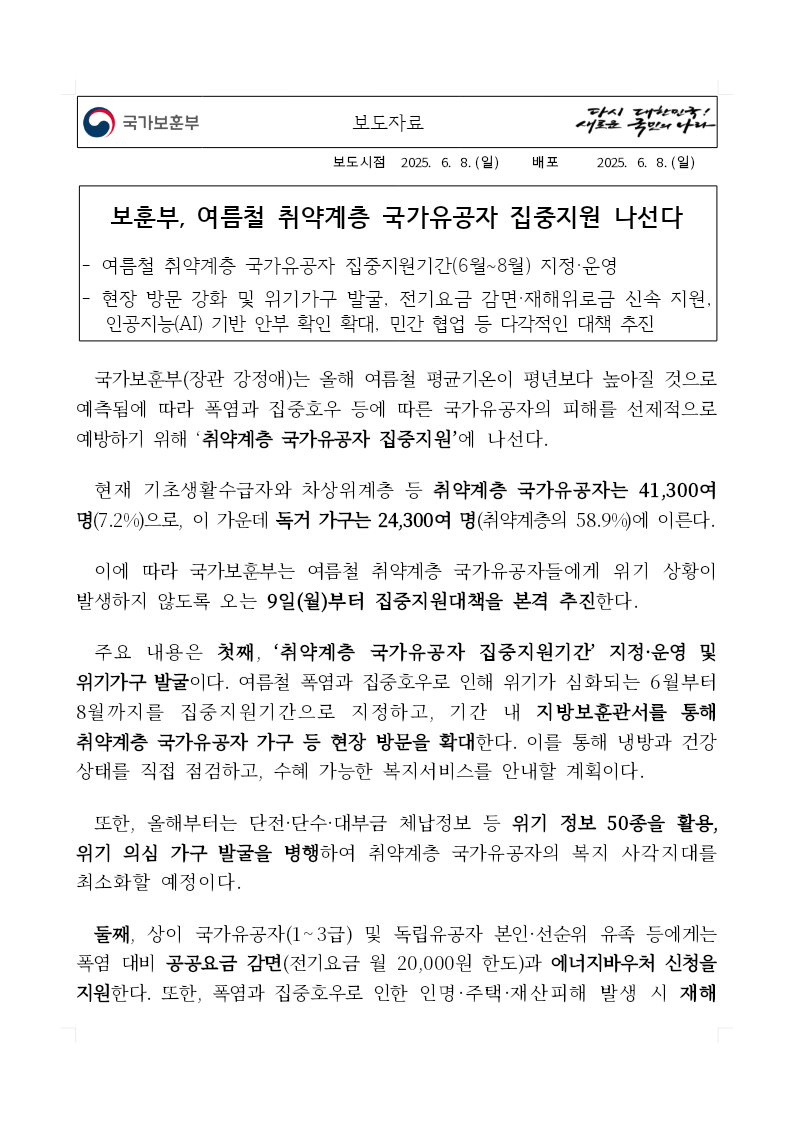 국가보훈부
보도자료
다시 대한민국!
새로운 국민의 나라
보도시점 2025. 6. 8.(일) 배포 2025. 6. 8.(일)
보훈부, 여름철 취약계층 국가유공자 집중지원 나선다
- 여름철 취약계층 국가유공자 집중지원기간(6월~8월) 지정·운영
- 현장 방문 강화 및 위기가구 발굴, 전기요금 감면·재해위로금 신속 지원,
인공지능(AI) 기반 안부 확인 확대, 민간 협업 등 다각적인 대책 추진
국가보훈부(장관 강정애)는 올해 여름철 평균기온이 평년보다 높아질 것으로
예측됨에 따라 폭염과 집중호우 등에 따른 국가유공자의 피해를 선제적으로
예방하기 위해 ‘취약계층 국가유공자 집중지원’에 나선다.
현재 기초생활수급자와 차상위계층 등 취약계층 국가유공자는 41,300여
명(7.2%)으로, 이 가운데 독거 가구는 24,300여 명(취약계층의 58.9%)에 이른다.
이에 따라 국가보훈부는 여름철 취약계층 국가유공자들에게 위기 상황이
발생하지 않도록 오는 9일(월)부터 집중지원대책을 본격 추진한다.
주요 내용은 첫째, ‘취약계층 국가유공자 집중지원기간’ 지정·운영 및
위기가구 발굴이다. 여름철 폭염과 집중호우로 인해 위기가 심화되는 6월부터
8월까지를 집중지원기간으로 지정하고, 기간 내 지방보훈관서를 통해
취약계층 국가유공자 가구 등 현장 방문을 확대한다. 이를 통해 냉방과 건강
상태를 직접 점검하고, 수혜 가능한 복지서비스를 안내할 계획이다.
또한, 올해부터는 단전·단수·대부금 체납정보 등 위기 정보 50종을 활용,
위기 의심 가구 발굴을 병행하여 취약계층 국가유공자의 복지 사각지대를
최소화할 예정이다.
둘째, 상이 국가유공자(1~3급) 및 독립유공자 본인·선순위 유족 등에게는
폭염 대비 공공요금 감면(전기요금 월 20,000원 한도)과 에너지바우처 신청을
지원한다. 또한, 폭염과 집중호우로 인한 인명·주택·재산피해 발생 시 재해